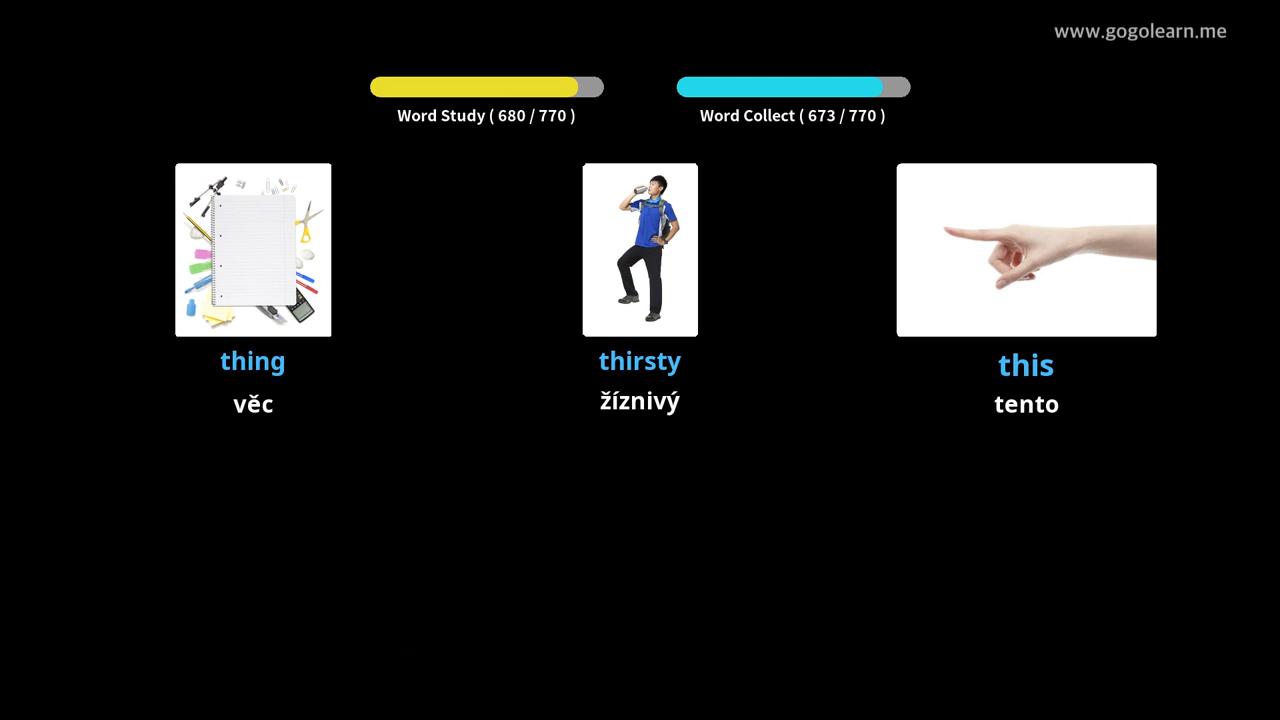 www.gogolearn.me
Word Study ( 680 / 770 )
Word Collect ( 673 / 770 )
thing
thirsty
this
věc
žíznivý
tento